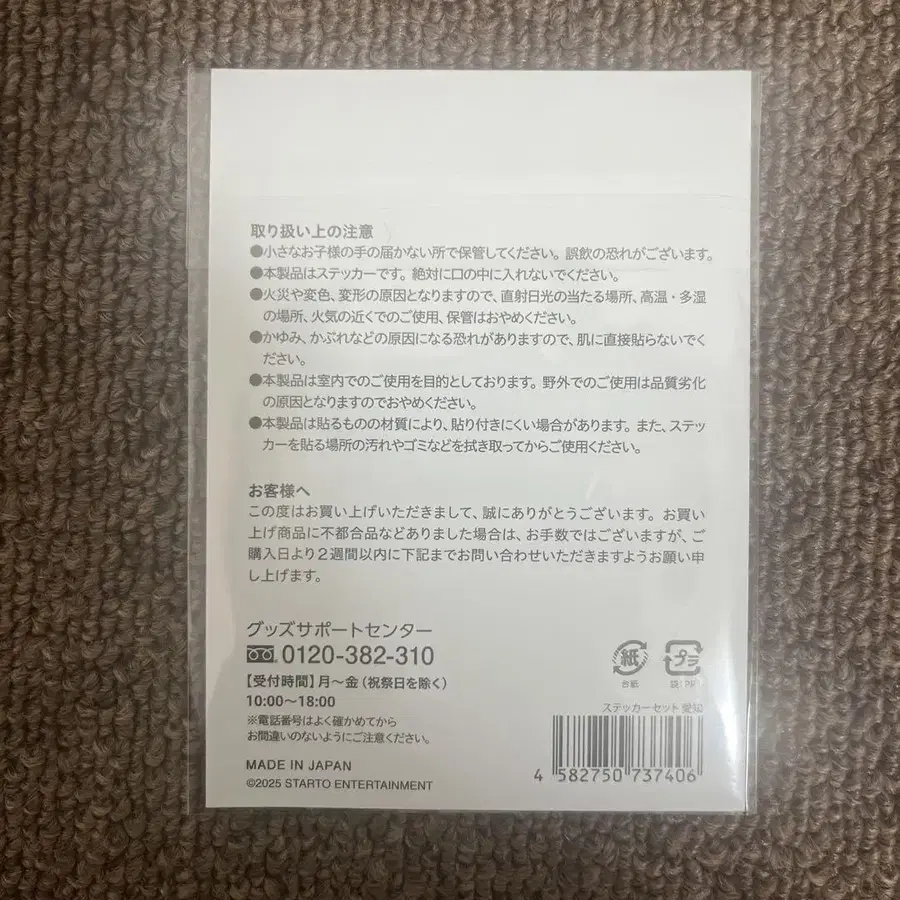 取り扱い上の注意
●小さなお子様の手の届かない所で保管してください。誤飲の恐れがございます。
●本製品はステッカーです。絶対に口の中に入れないでください。
●火災や変色、変形の原因となりますので、直射日光の当たる場所、高温・多湿
の場所、火気の近くでのご使用、保管はおやめください。
●かゆみ、かぶれなどの原因になる恐れがありますので、肌に直接貼らないでく
ださい。
●本製品は室内でのご使用を目的としております。野外でのご使用は品質劣化
の原因となりますのでおやめください。
●本製品は貼るものの材質により、貼り付きにくい場合があります。また、ステッ
カーを貼る場所の汚れやゴミなどを拭き取ってからご使用ください。
お客様へ
この度はお買い上げいただきまして、誠にありがとうございます。お買い
上げ商品に不都合品などありました場合は、お手数ではございますが、ご
購入日より2週間以内に下記までお問い合わせいただきますようお願い申
し上げます。
グッズサポートセンター
0120-382-310
【受付時間】月〜金（祝祭日を除く）
10:00〜18:00
※電話番号はよく確かめてから
お間違いのないようにご注意ください。
MADE IN JAPAN
©2025 STARTO ENTERTAINMENT
紙 プラ
台紙 袋:PP
ステッカーセット 愛知
4 582750 737406